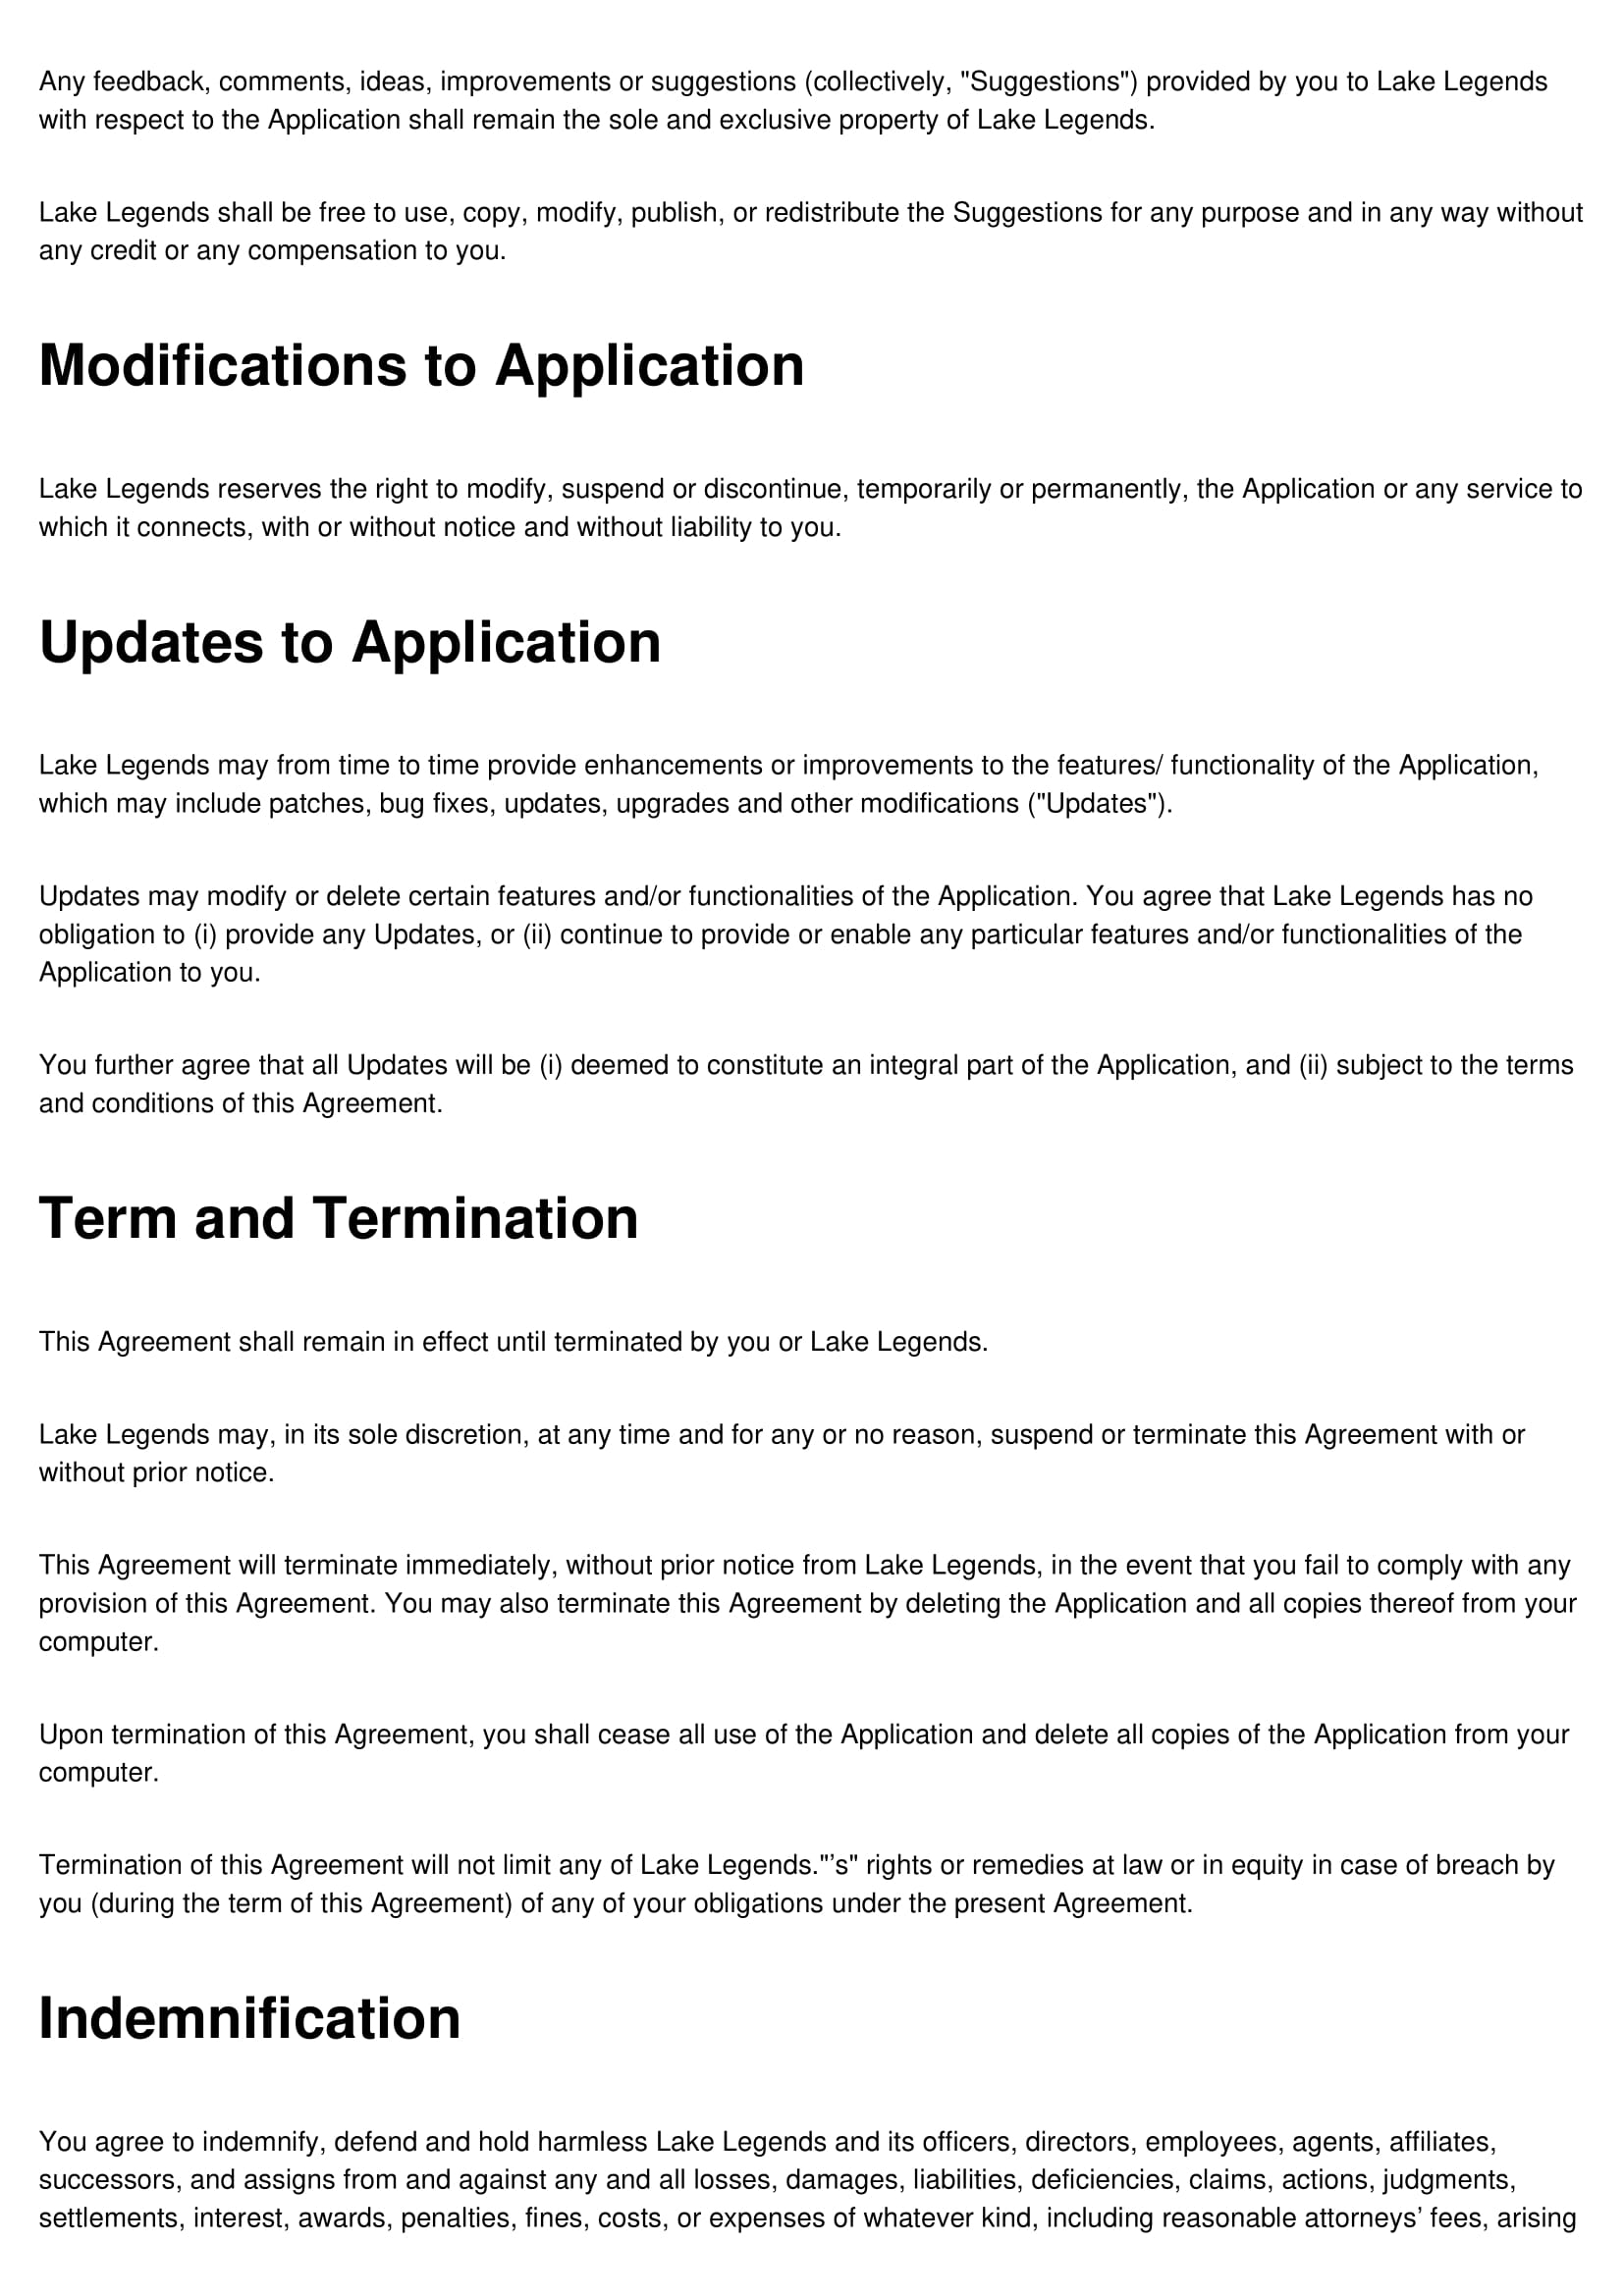 Any feedback, comments, ideas, improvements or suggestions (collectively, "Suggestions") provided by you to Lake Legends
with respect to the Application shall remain the sole and exclusive property of Lake Legends.
Lake Legends shall be free to use, copy, modify, publish, or redistribute the Suggestions for any purpose and in any way without
any credit or any compensation to you.
Modifications to Application
Lake Legends reserves the right to modify, suspend or discontinue, temporarily or permanently, the Application or any service to
which it connects, with or without notice and without liability to you.
Updates to Application
Lake Legends may from time to time provide enhancements or improvements to the features/ functionality of the Application,
which may include patches, bug fixes, updates, upgrades and other modifications ("Updates").
Updates may modify or delete certain features and/or functionalities of the Application. You agree that Lake Legends has no
obligation to (i) provide any Updates, or (ii) continue to provide or enable any particular features and/or functionalities of the
Application to you.
You further agree that all Updates will be (i) deemed to constitute an integral part of the Application, and (ii) subject to the terms
and conditions of this Agreement.
Term and Termination
This Agreement shall remain in effect until terminated by you or Lake Legends.
Lake Legends may, in its sole discretion, at any time and for any or no reason, suspend or terminate this Agreement with or
without prior notice.
This Agreement will terminate immediately, without prior notice from Lake Legends, in the event that you fail to comply with any
provision of this Agreement. You may also terminate this Agreement by deleting the Application and all copies thereof from your
computer.
Upon termination of this Agreement, you shall cease all use of the Application and delete all copies of the Application from your
computer.
Termination of this Agreement will not limit any of Lake Legends."’s" rights or remedies at law or in equity in case of breach by
you (during the term of this Agreement) of any of your obligations under the present Agreement.
Indemnification
You agree to indemnify, defend and hold harmless Lake Legends and its officers, directors, employees, agents, affiliates,
successors, and assigns from and against any and all losses, damages, liabilities, deficiencies, claims, actions, judgments,
settlements, interest, awards, penalties, fines, costs, or expenses of whatever kind, including reasonable attorneys’ fees, arising